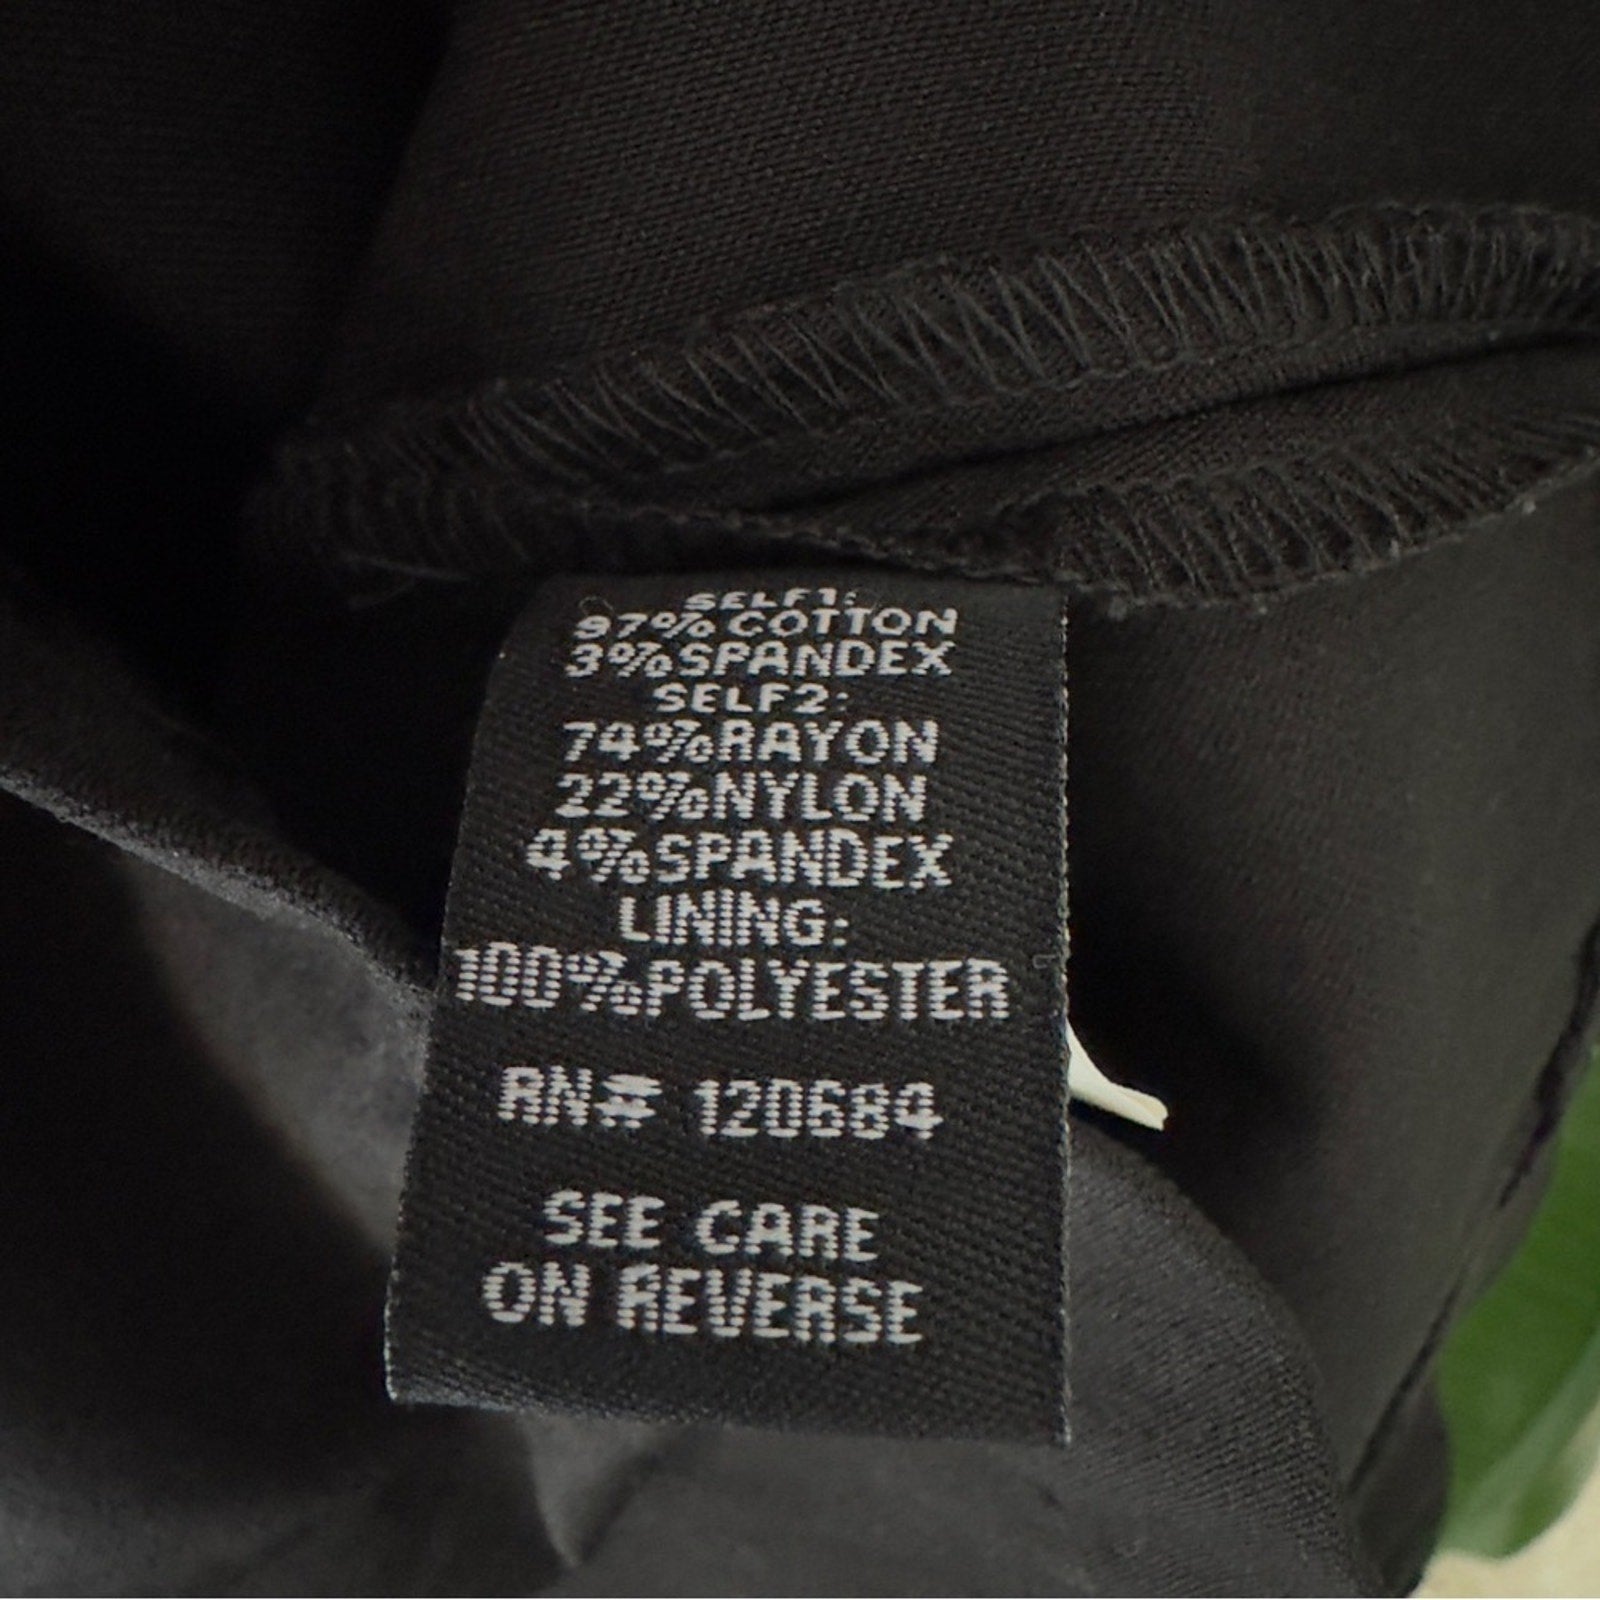 SELF1:
97% COTTON
3% SPANDEX
SELF2:
74% RAYON
22% NYLON
4% SPANDEX
LINING:
100% POLYESTER
RN# 120684
SEE CARE
ON REVERSE